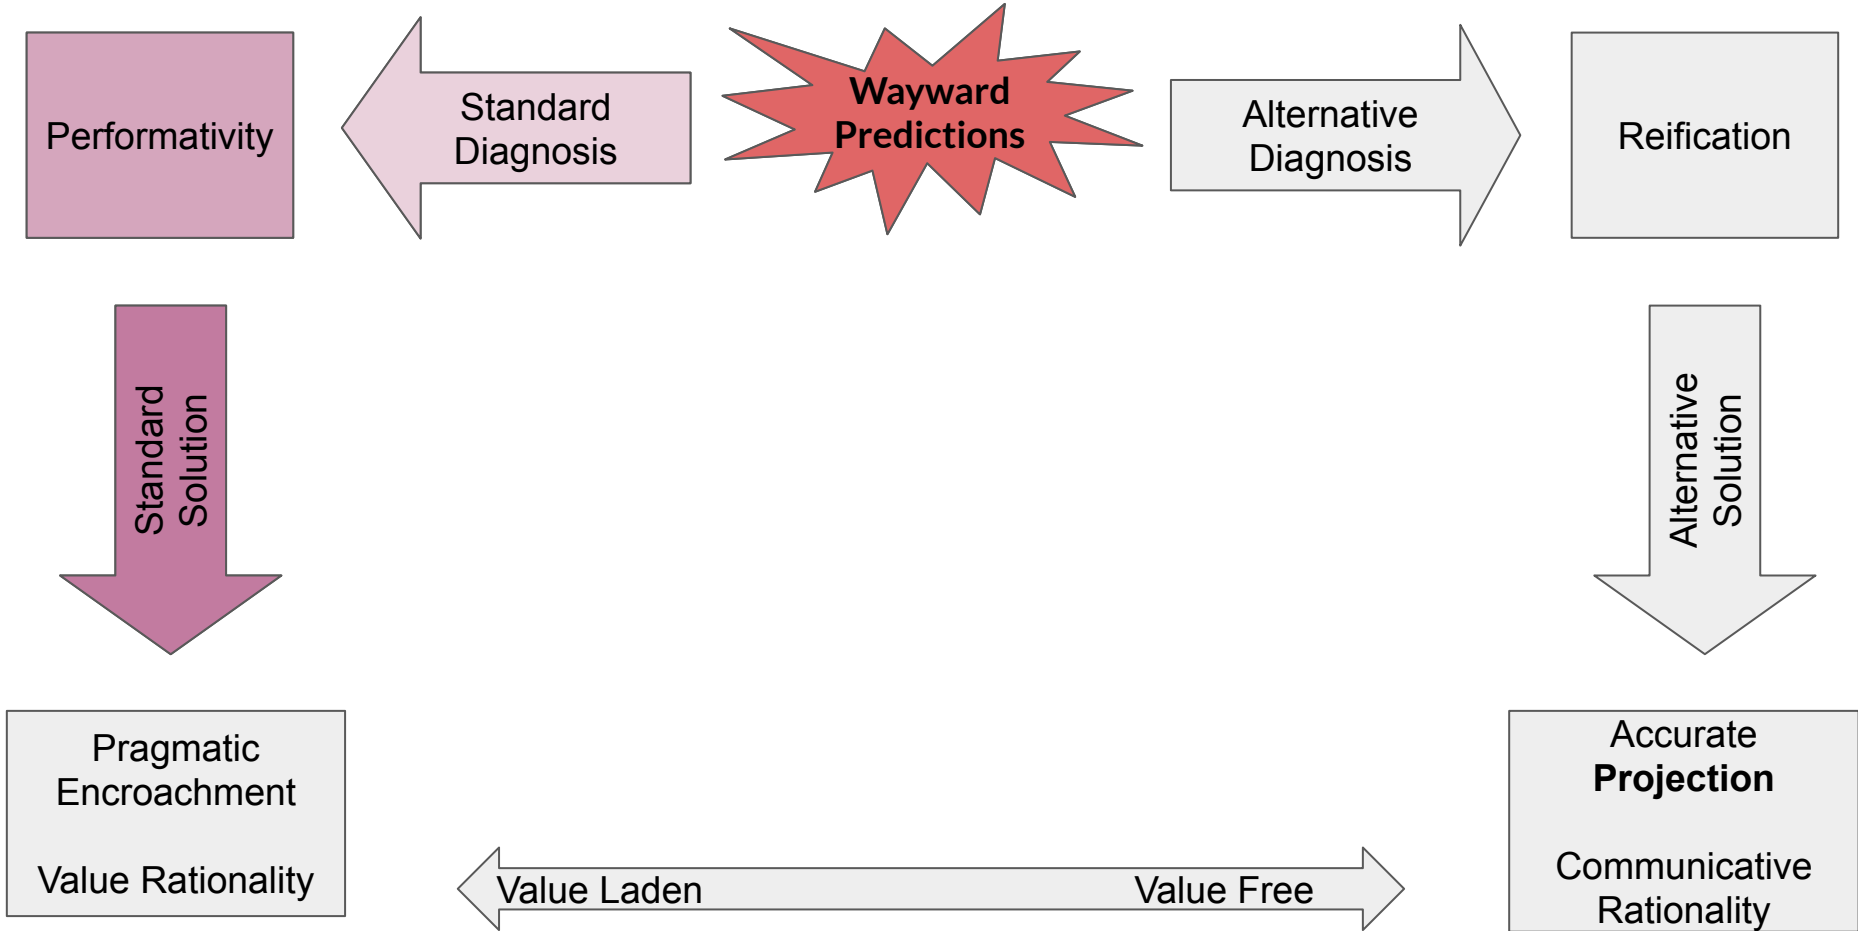 Performativity
Standard
Diagnosis
Wayward
Predictions
Alternative
Diagnosis
Reification
Standard
Solution
Alternative
Solution
Pragmatic
Encroachment
Value Rationality
Value Laden
Value Free
Accurate
Projection
Communicative
Rationality